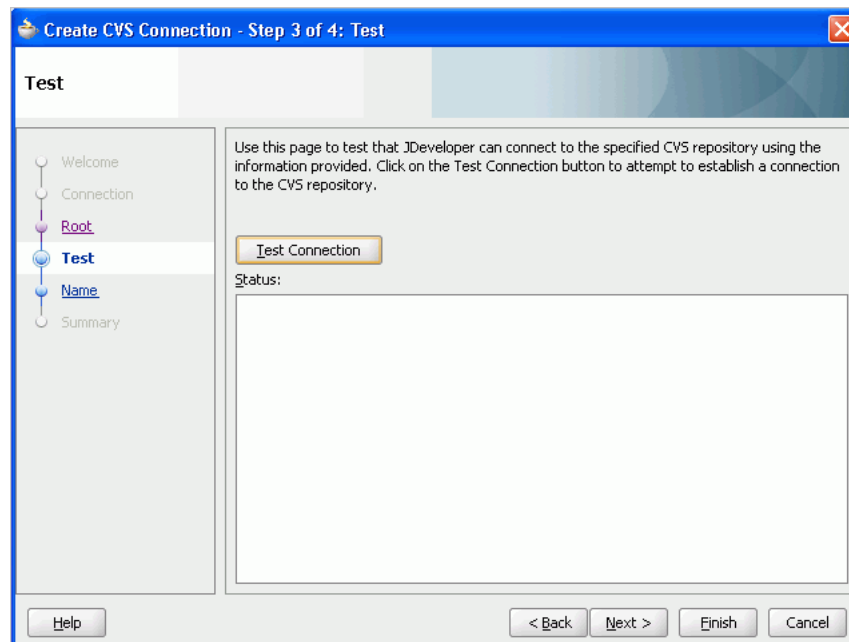 Create CVS Connection - Step 3 of 4: Test
Test
Welcome
Connection
Root
Test
Name
Summary
Use this page to test that JDeveloper can connect to the specified CVS repository using the
information provided. Click on the Test Connection button to attempt to establish a connection
to the CVS repository.
Test Connection
Status:
Help
< Back
Next >
Finish
Cancel